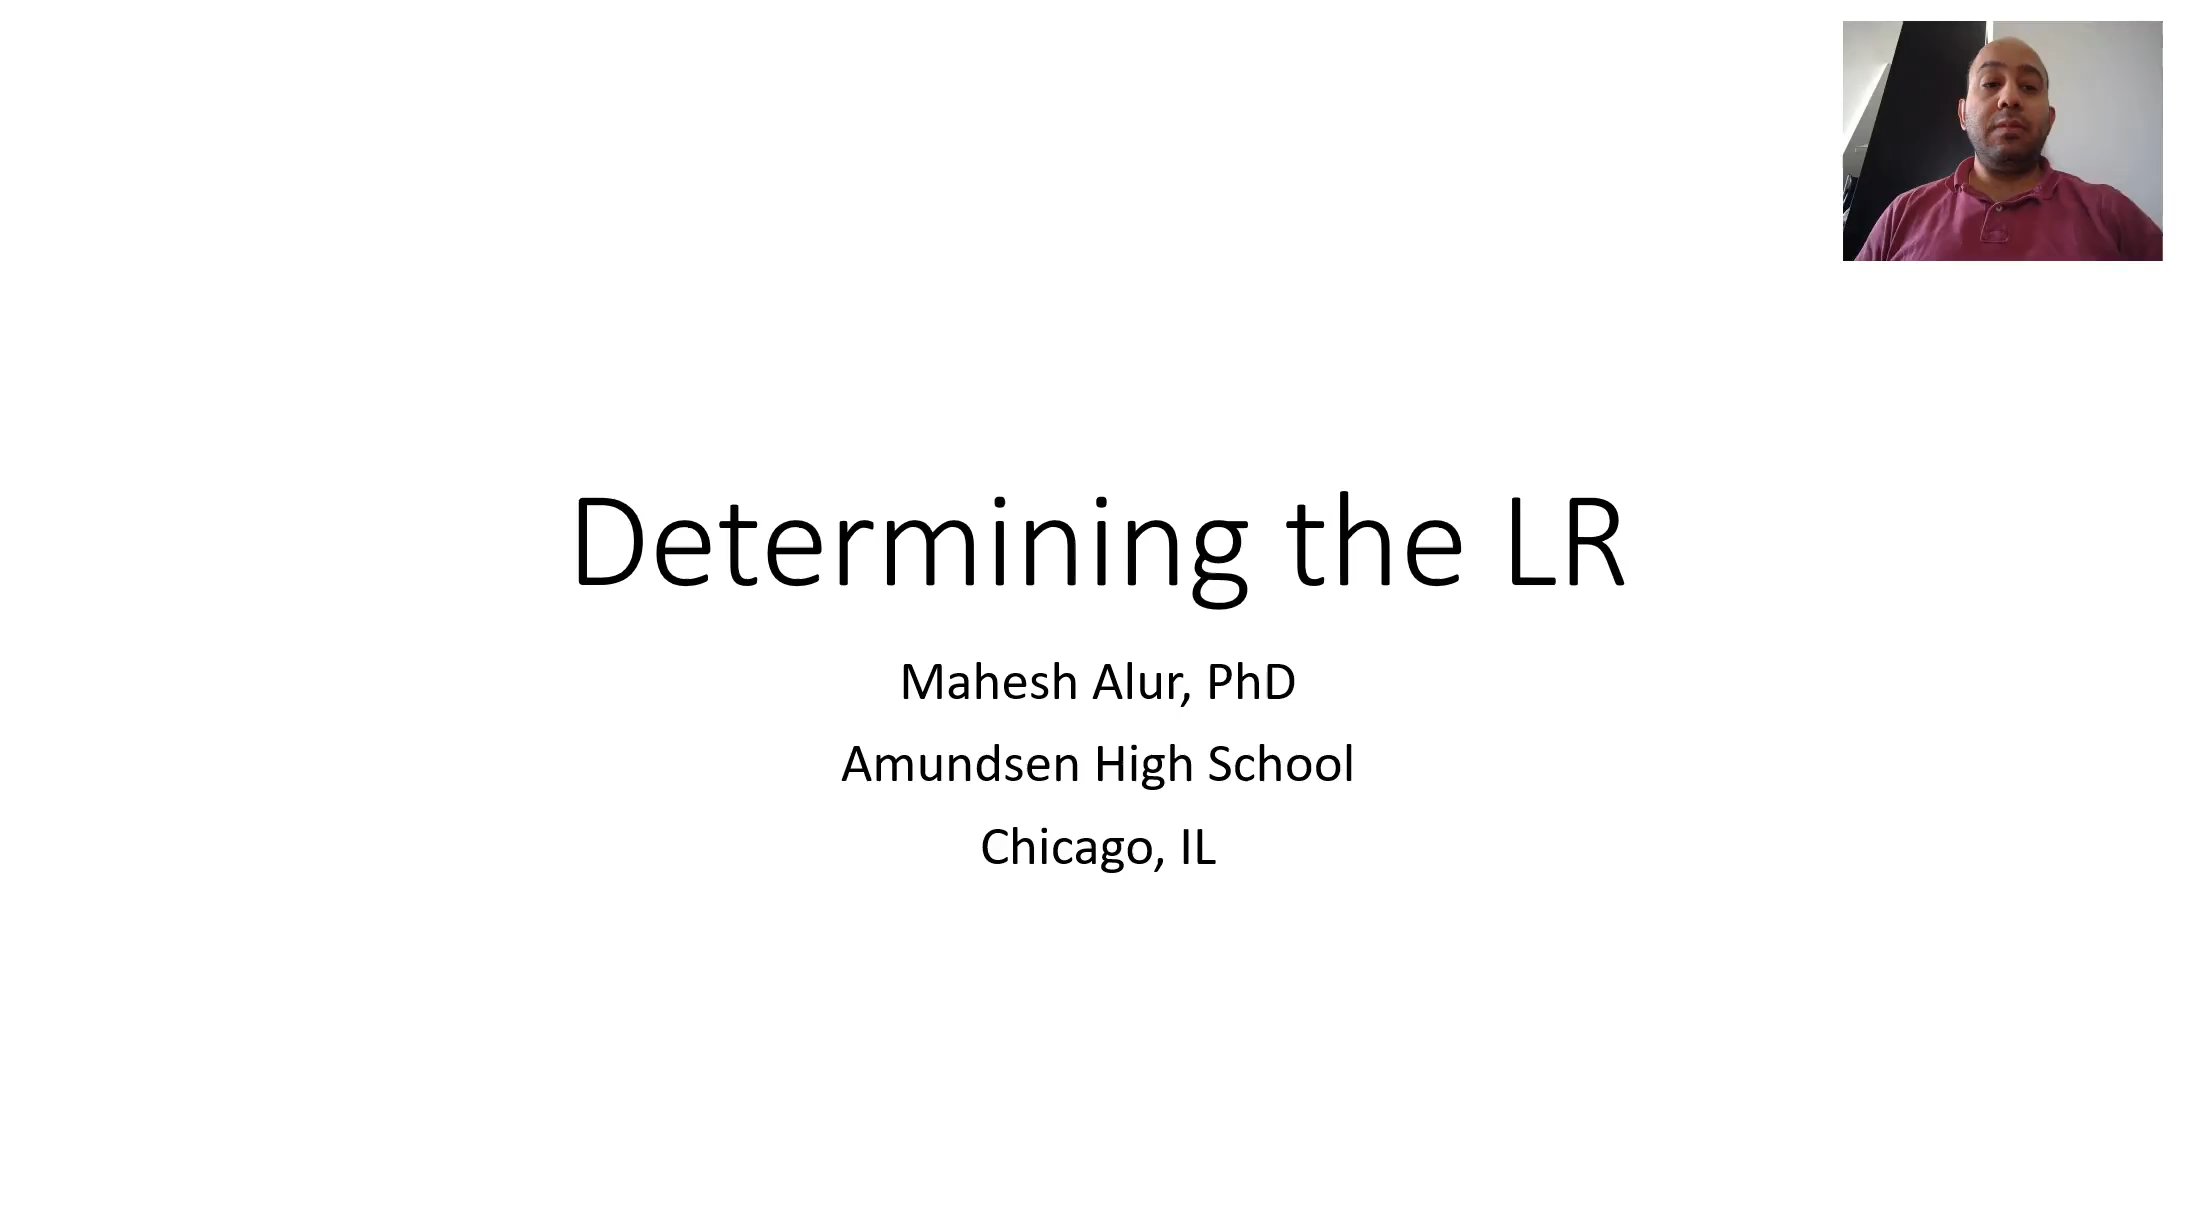 Determining the LR
Mahesh Alur, PhD
Amundsen High School
Chicago, IL